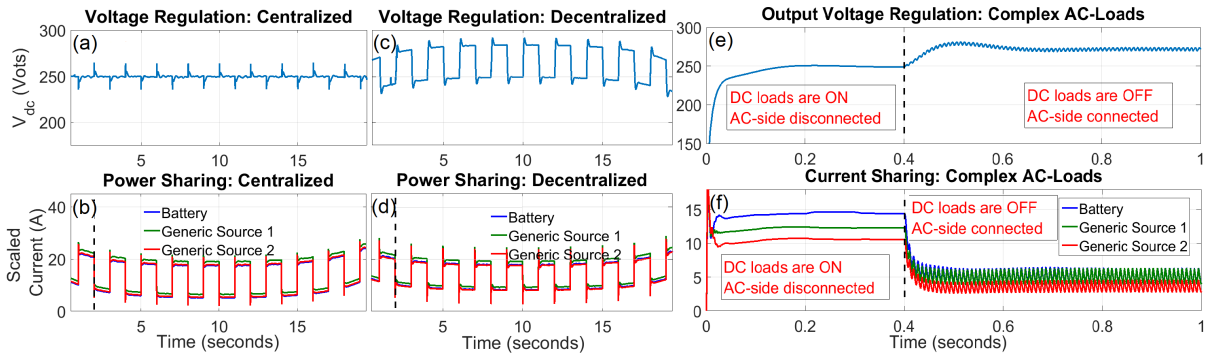 Voltage Regulation: Centralized
(a)
300
250
200
V_dc (Vots)
5
10
15
Voltage Regulation: Decentralized
(c)
5
10
15
Power Sharing: Centralized
(b)
40
20
0
Scaled
Current (A)
Battery
Generic Source 1
Generic Source 2
5
10
15
Time (seconds)
Power Sharing: Decentralized
(d)
Battery
Generic Source 1
Generic Source 2
5
10
15
Time (seconds)
Output Voltage Regulation: Complex AC-Loads
(e)
300
250
200
150
DC loads are ON
AC-side disconnected
DC loads are OFF
AC-side connected
0
0.2
0.4
0.6
0.8
1
Current Sharing: Complex AC-Loads
(f)
15
10
5
0
DC loads are ON
AC-side disconnected
DC loads are OFF
AC-side connected
Battery
Generic Source 1
Generic Source 2
0
0.2
0.4
0.6
0.8
1
Time (seconds)